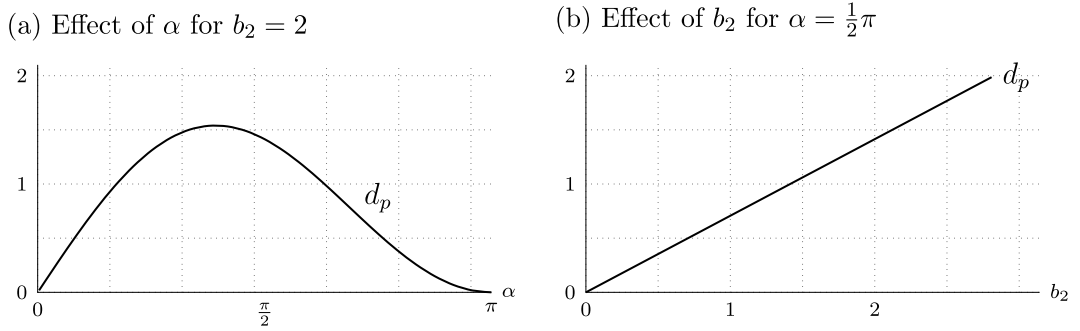 (a) Effect of α for b₂ = 2
2
1
0
d_p
0
π/2
π
α
(b) Effect of b₂ for α = ½π
2
1
0
d_p
0
1
2
b₂